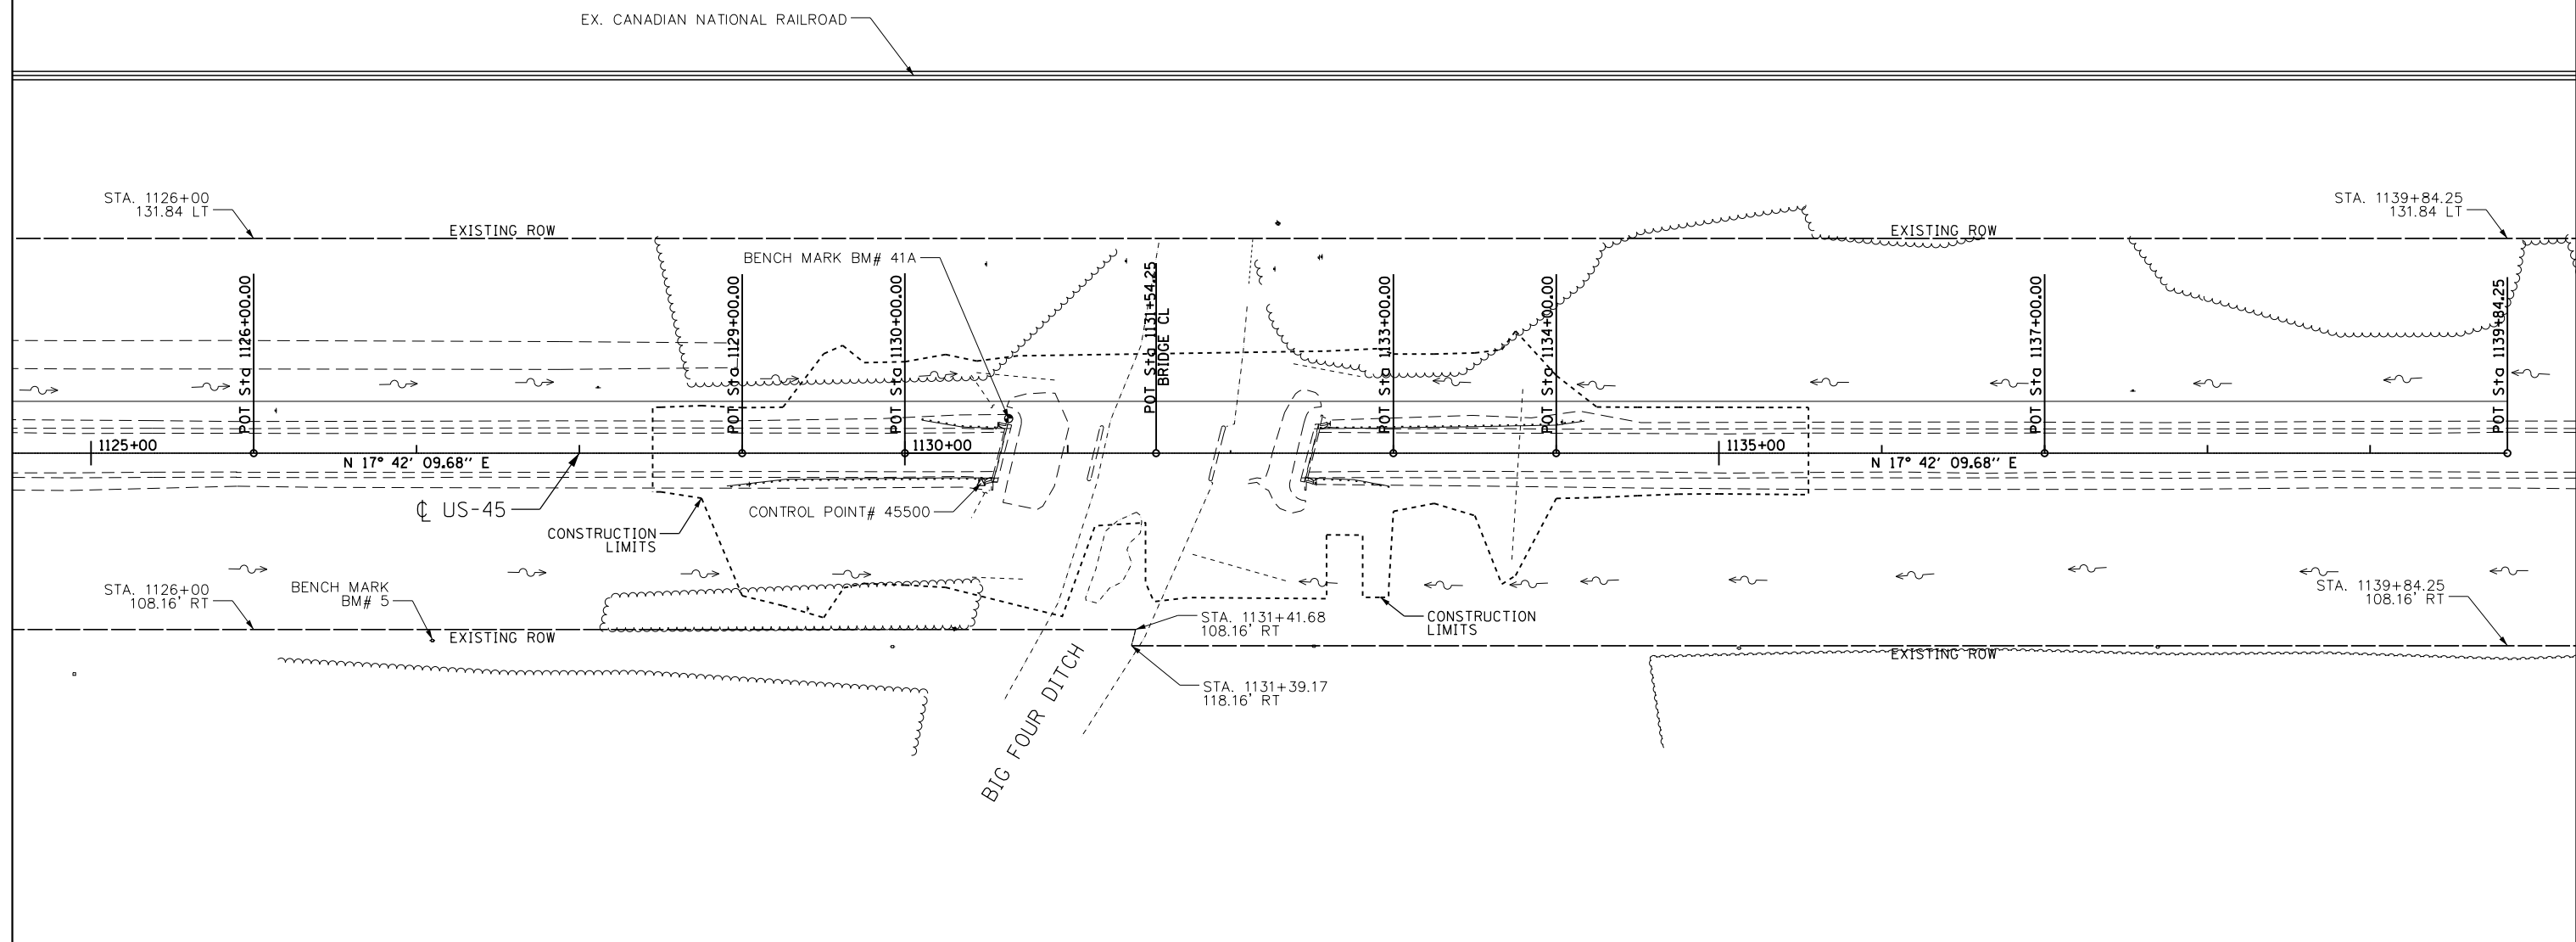 EX. CANADIAN NATIONAL RAILROAD
STA. 1126+00
131.84 LT
STA. 1139+84.25
131.84 LT
EXISTING ROW
EXISTING ROW
BENCH MARK BM# 41A
POT Sta 1126+00.00
POT Sta 1129+00.00
POT Sta 1130+00.00
POT Sta 1131+54.25
BRIDGE CL
POT Sta 1133+00.00
POT Sta 1134+00.00
POT Sta 1137+00.00
POT Sta 1139+84.25
1125+00
1130+00
1135+00
N 17° 42' 09.68" E
N 17° 42' 09.68" E
℄ US-45
CONTROL POINT# 45500
CONSTRUCTION
LIMITS
STA. 1126+00
108.16' RT
BENCH MARK
BM# 5
STA. 1139+84.25
108.16' RT
STA. 1131+41.68
108.16' RT
CONSTRUCTION
LIMITS
EXISTING ROW
EXISTING ROW
STA. 1131+39.17
118.16' RT
BIG FOUR DITCH